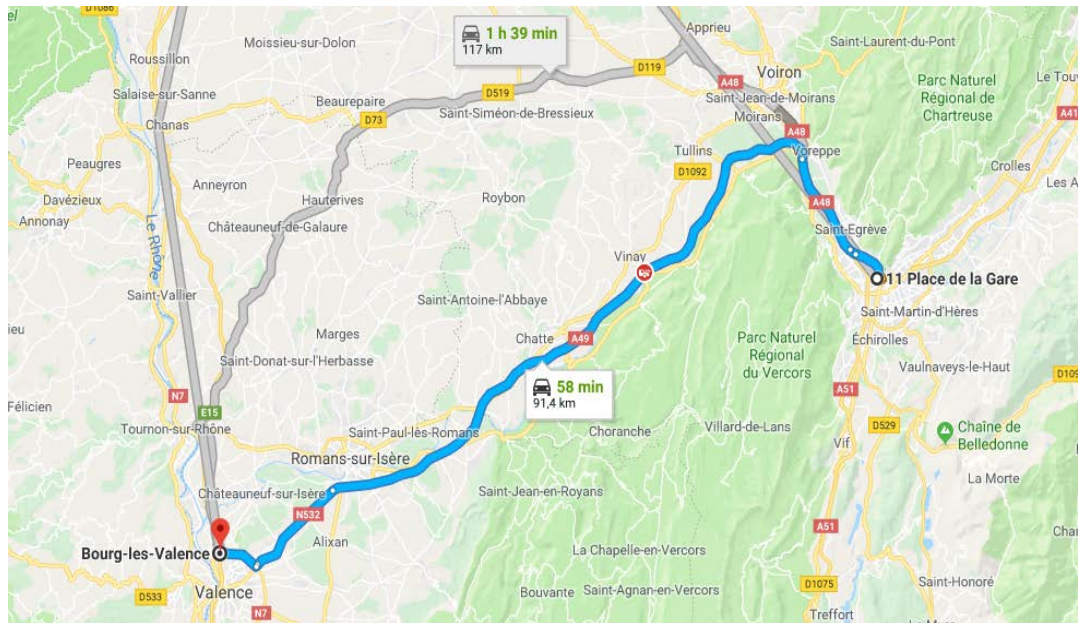 D1086
Roussillon
Moissieu-sur-Dolon
1 h 39 min
117 km
Apprieu
Saint-Laurent-du-Pont
D119
A48
Voiron
Parc Naturel
Régional de
Chartreuse
Le Tou
A41
Salaise-sur-Sanne
Beaurepaire
D519
Saint-Jean-de-Moirans
Chanas
D73
Saint-Siméon-de-Bressieux
Moirans
A48
Crolles
Peaugres
Tullins
Voreppe
Anneyron
D1092
Les A
Davézieux
Roybon
Hauterives
A48
Annonay
Le Rhône
Châteauneuf-de-Galaure
Saint-Egrève
Vinay
11 Place de la Gare
Saint-Vallier
Saint-Antoine-l'Abbaye
Saint-Martin-d'Hères
ieu
Marges
Chatte
A49
Parc Naturel
Régional
du Vercors
Échirolles
Saint-Donat-sur-l'Herbasse
Vaulnaveys-le-Haut
58 min
91,4 km
A51
D109
N7
Félicien
E15
Tournon-sur-Rhône
Saint-Paul-lès-Romans
Choranche
Villard-de-Lans
D529
Vif
Chaîne de
Belledonne
Romans-sur-Isère
La Morte
Châteauneuf-sur-Isère
Saint-Jean-en-Royans
N532
A51
Alixan
Bourg-les-Valence
La Chapelle-en-Vercors
Valence
D533
Bouvante
Saint-Agnan-en-Vercors
D1075
Saint-Honoré
N7
Treffort